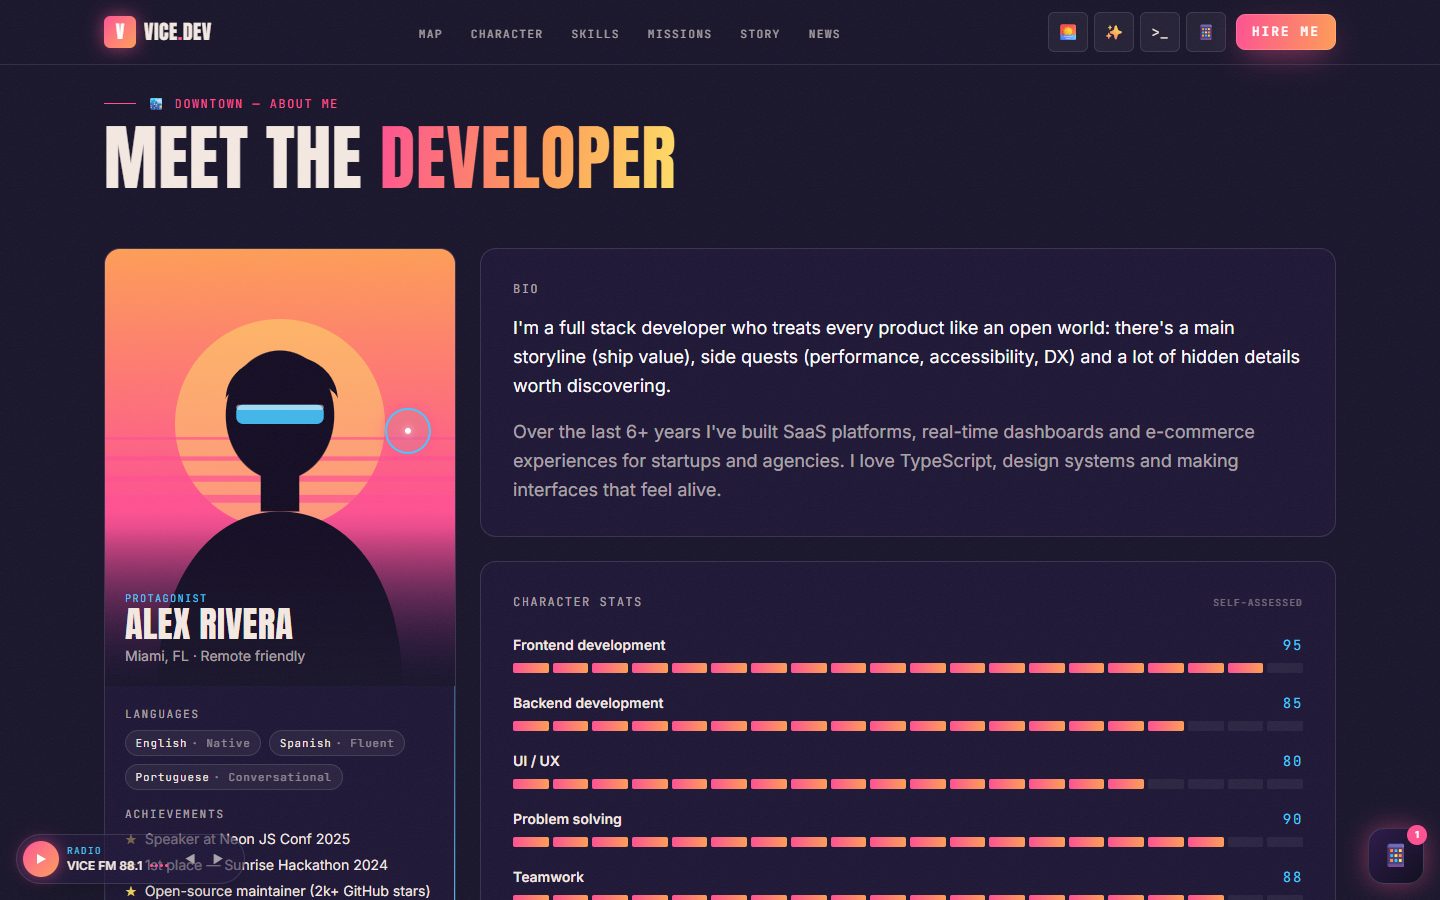 V VICE.DEV
MAP CHARACTER SKILLS MISSIONS STORY NEWS
>_
HIRE ME
DOWNTOWN — ABOUT ME
MEET THE DEVELOPER
PROTAGONIST
ALEX RIVERA
Miami, FL · Remote friendly
LANGUAGES
English · Native
Spanish · Fluent
Portuguese · Conversational
ACHIEVEMENTS
★ Speaker at Neon JS Conf 2025
1st place — Sunrise Hackathon 2024
★ Open-source maintainer (2k+ GitHub stars)
RADIO
VICE FM 88.1
BIO
I'm a full stack developer who treats every product like an open world: there's a main
storyline (ship value), side quests (performance, accessibility, DX) and a lot of hidden details
worth discovering.
Over the last 6+ years I've built SaaS platforms, real-time dashboards and e-commerce
experiences for startups and agencies. I love TypeScript, design systems and making
interfaces that feel alive.
CHARACTER STATS
SELF-ASSESSED
Frontend development 95
Backend development 85
UI / UX 80
Problem solving 90
Teamwork 88
1